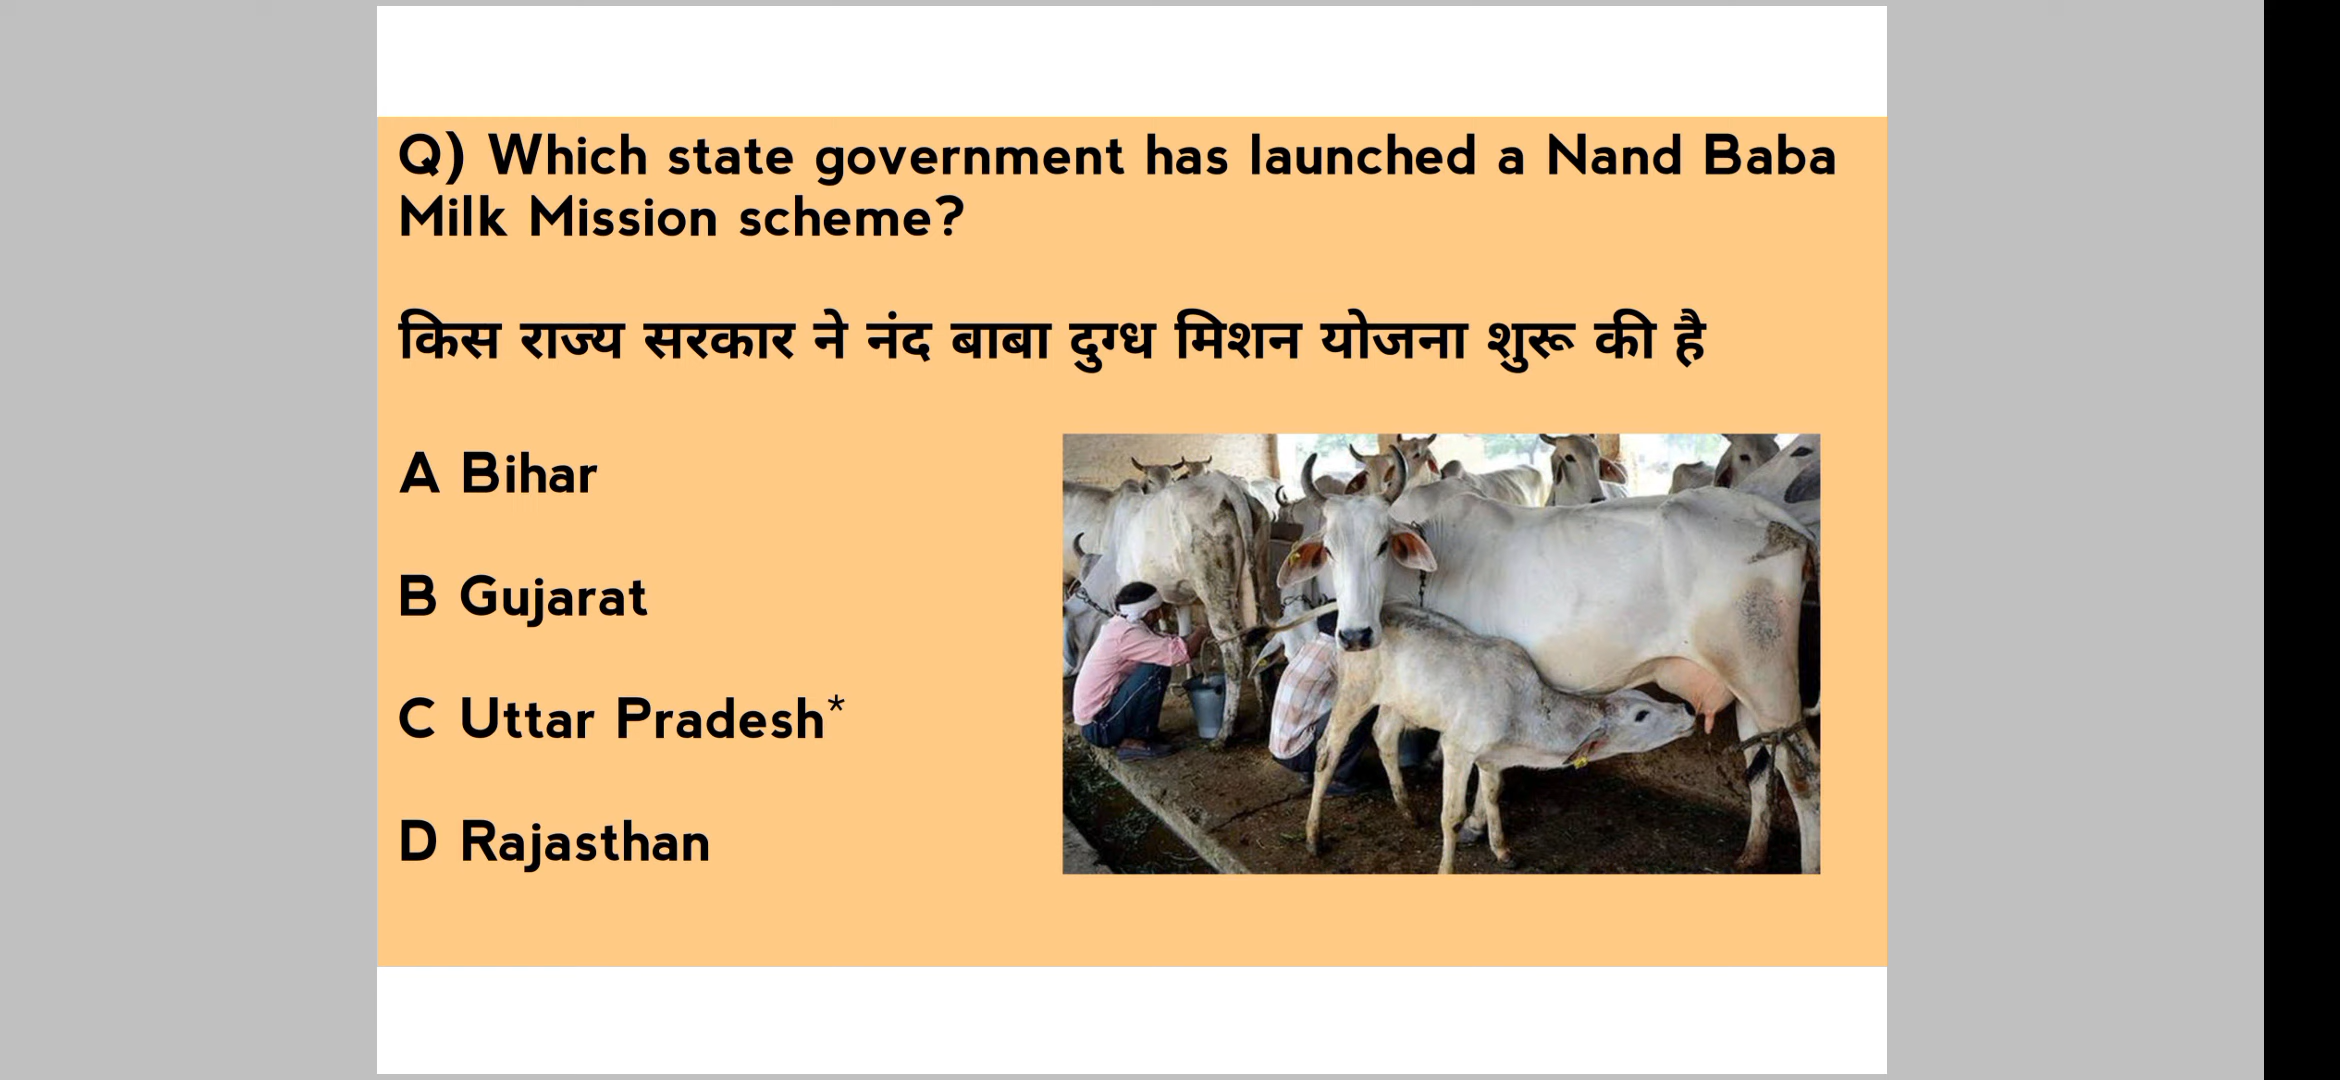 Q) Which state government has launched a Nand Baba
Milk Mission scheme?
किस राज्य सरकार ने नंद बाबा दुग्ध मिशन योजना शुरू की है
A Bihar
B Gujarat
C Uttar Pradesh*
D Rajasthan